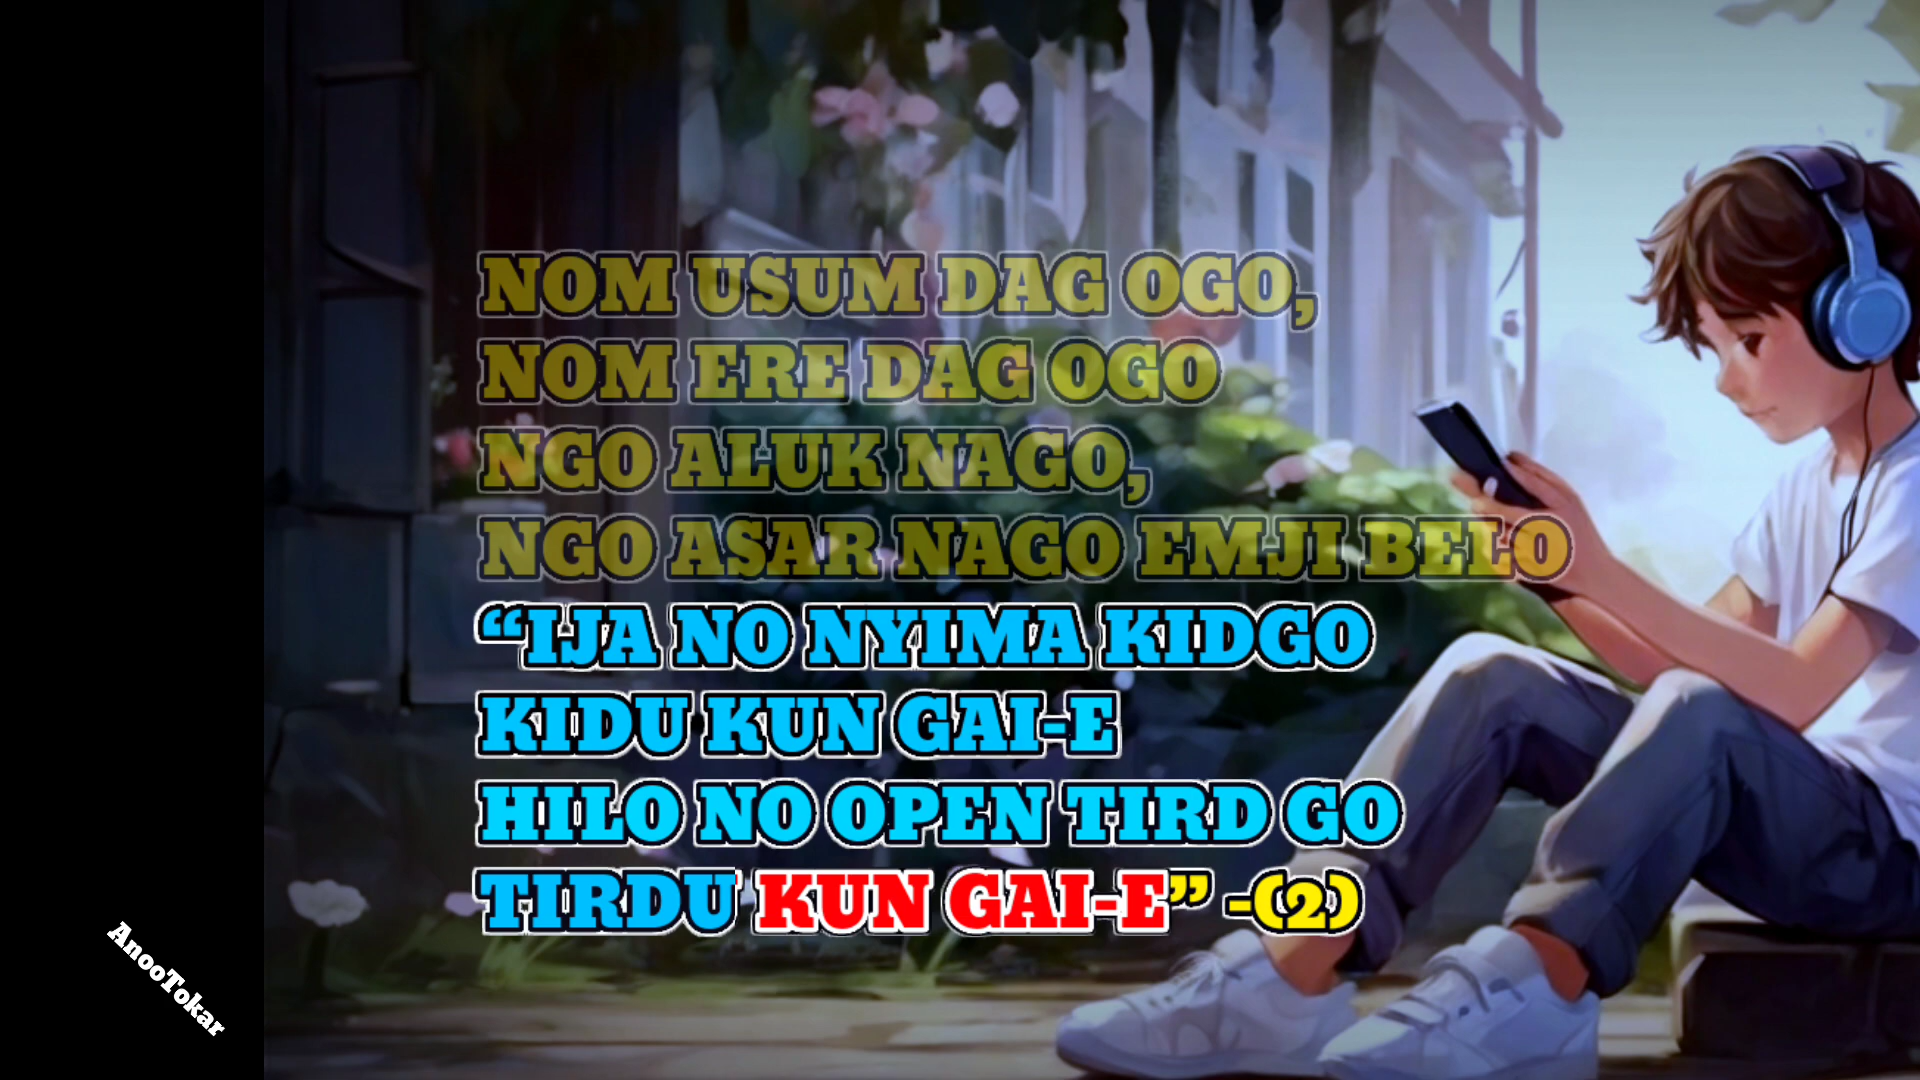 NOM USUM DAG OGO,
NOM ERE DAG OGO
NGO ALUK NAGO,
NGO ASAR NAGO EMJI BELO
“IJA NO NYIMA KIDGO
KIDU KUN GAI-E
HILO NO OPEN TIRD GO
TIRDU KUN GAI-E” -(2)
AnooTokar